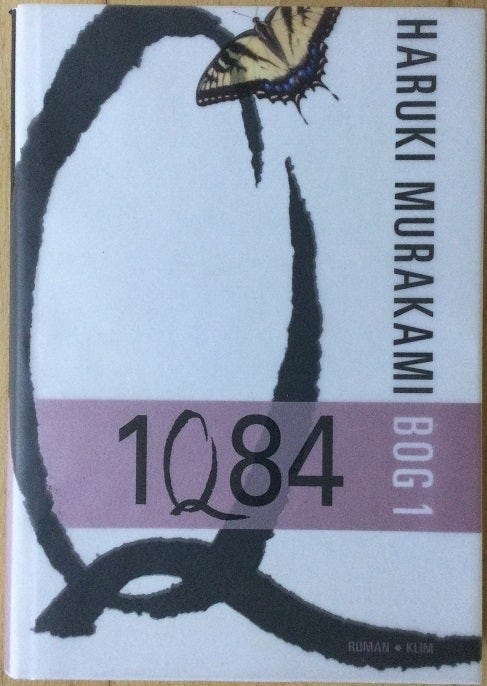 HARUKI MURAKAMI BOG 1
1Q84
ROMAN • KLIM